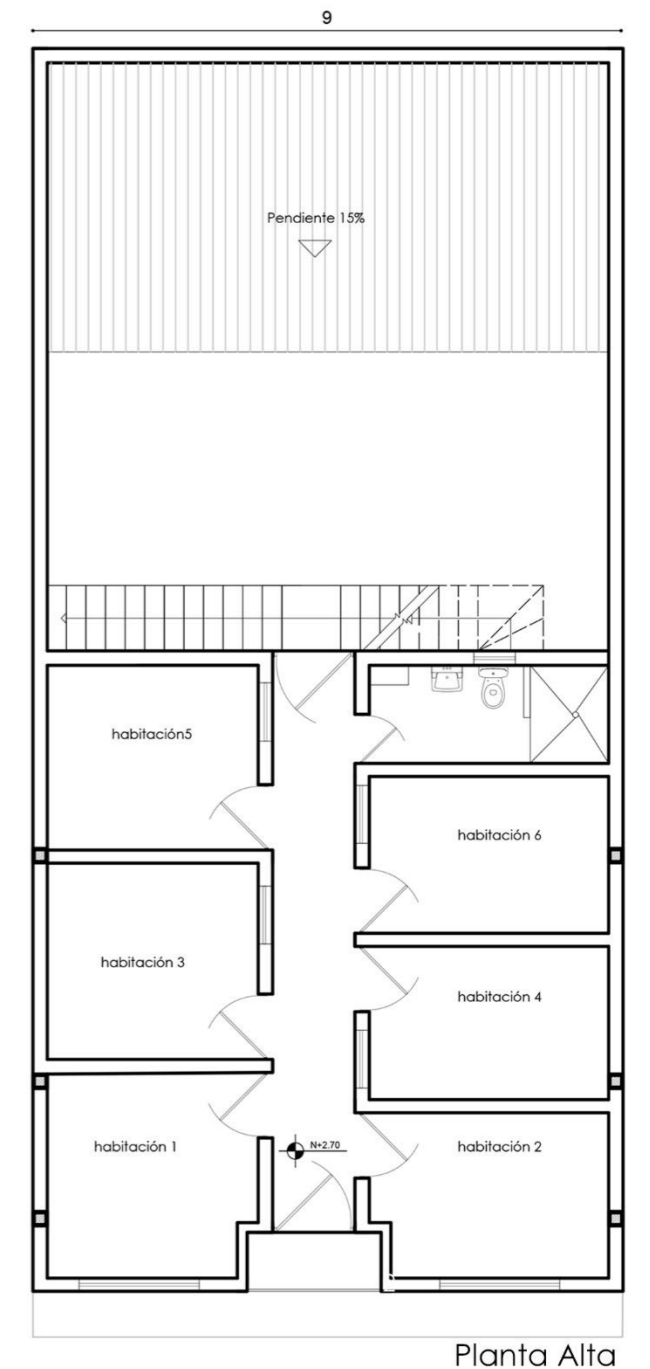 9
Pendiente 15%
habitación5
habitación 6
habitación 3
habitación 4
habitación 1
N+2.70
habitación 2
Planta Alta